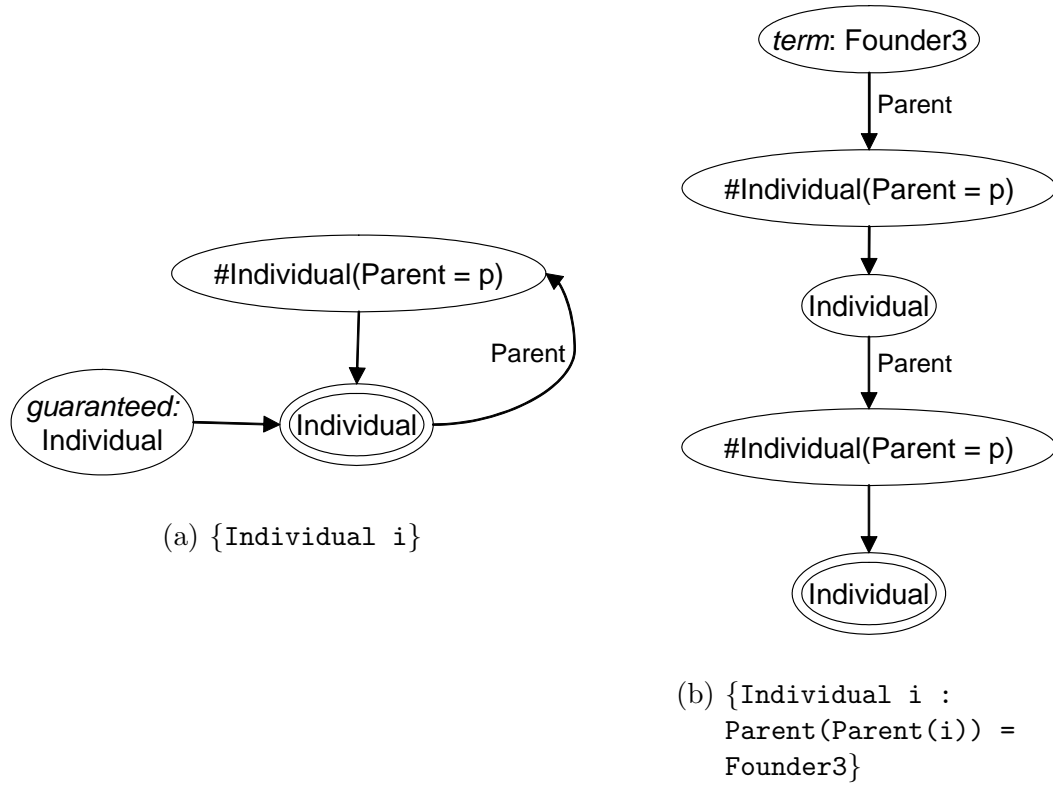 #Individual(Parent = p)
Parent
guaranteed:
Individual
Individual
(a) {Individual i}
term: Founder3
Parent
#Individual(Parent = p)
Individual
Parent
#Individual(Parent = p)
Individual
(b) {Individual i :
Parent(Parent(i)) =
Founder3}